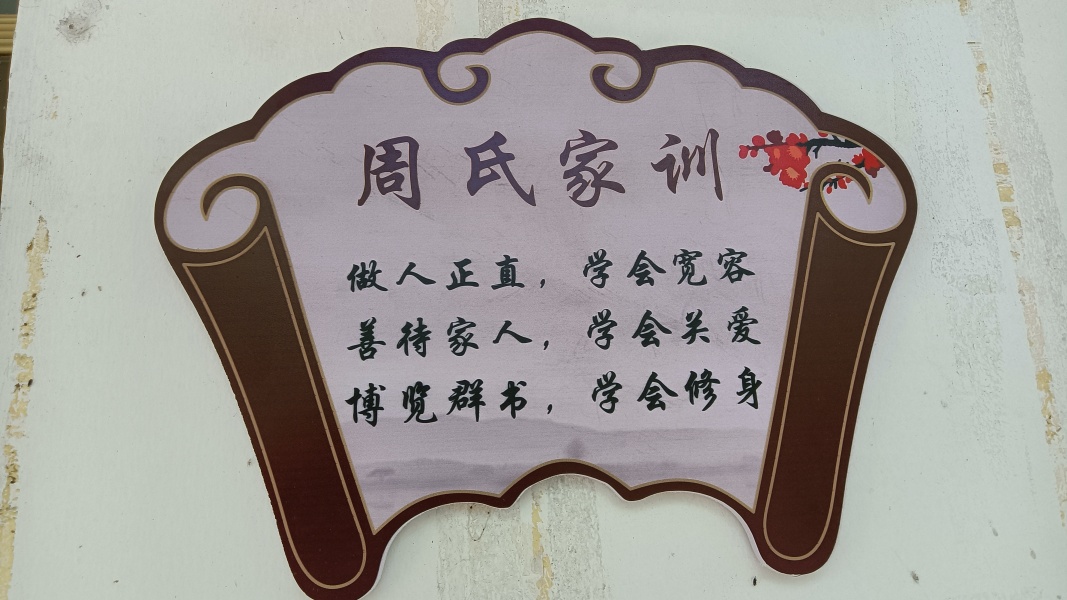 周氏家训
做人正直，学会宽容
善待家人，学会关爱
博览群书，学会修身